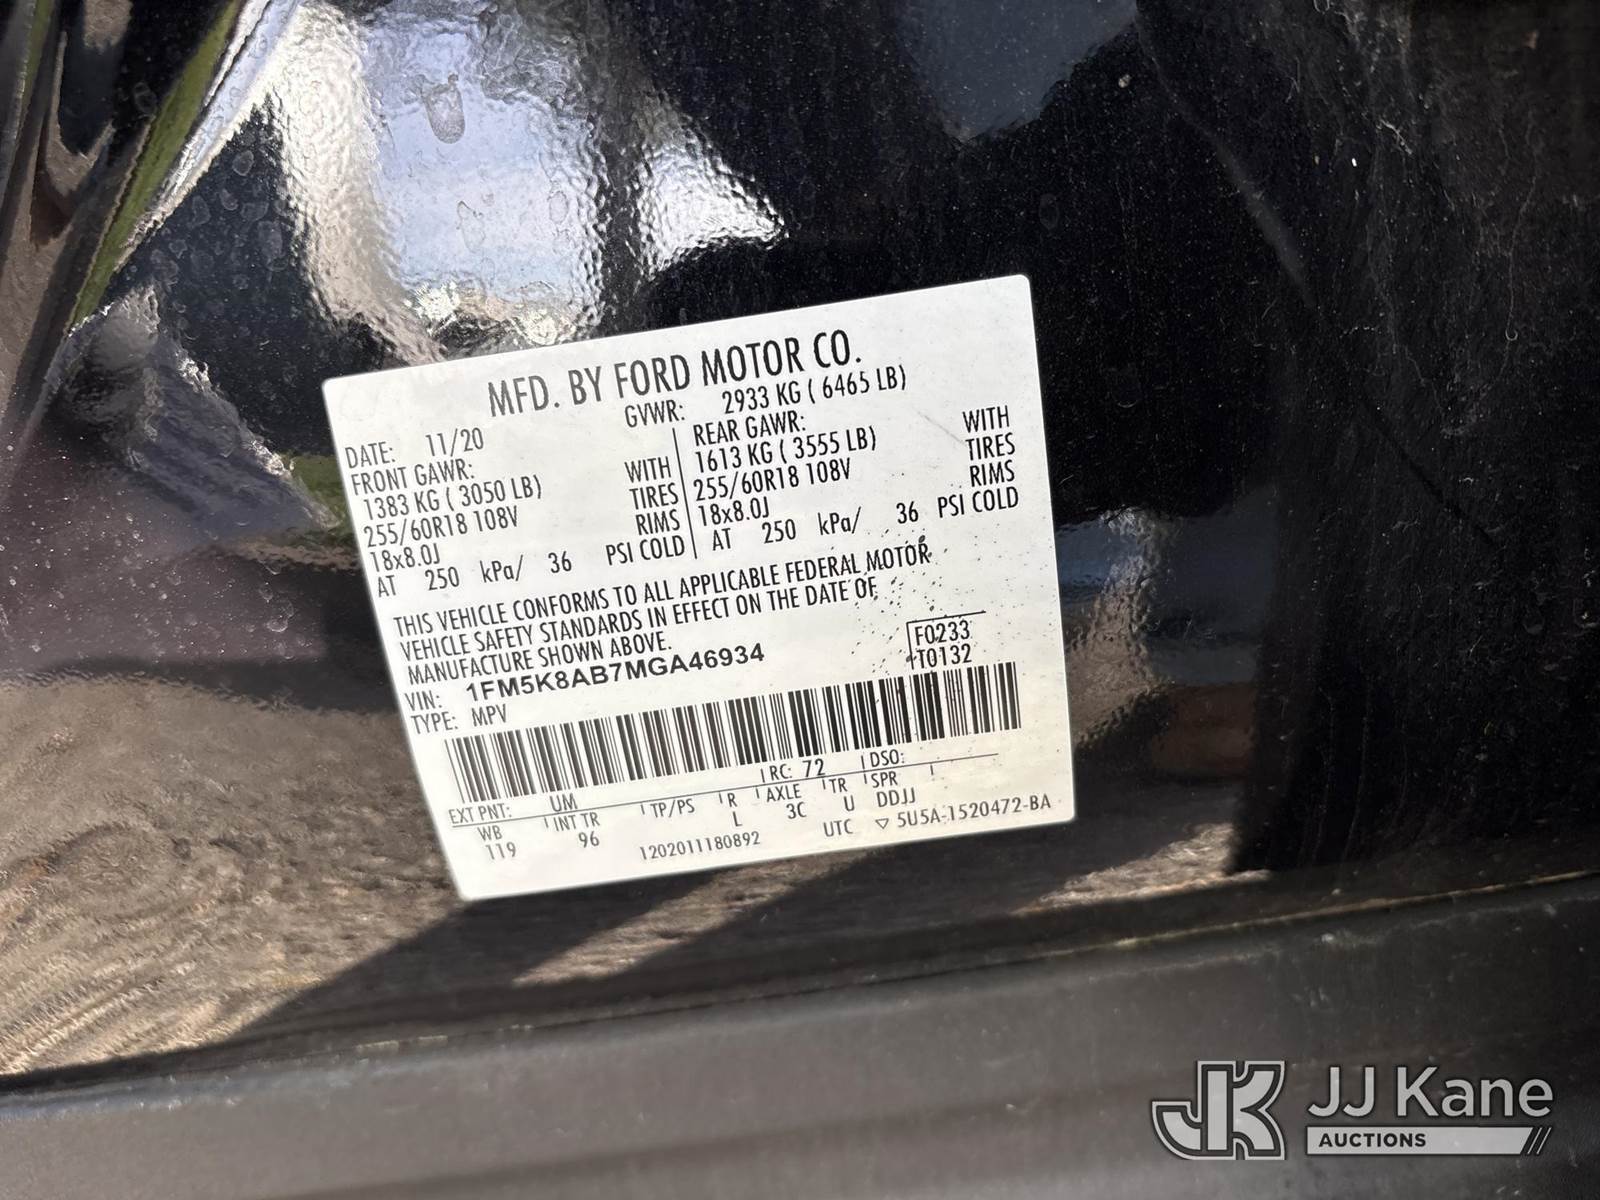 MFD. BY FORD MOTOR CO.
DATE: 11/20 GVWR: 2933 KG ( 6465 LB)
FRONT GAWR: WITH REAR GAWR: WITH
1383 KG ( 3050 LB) TIRES 1613 KG ( 3555 LB) TIRES
255/60R18 108V RIMS 255/60R18 108V RIMS
18x8.0J 18x8.0J
AT 250 kPa/ 36 PSI COLD AT 250 kPa/ 36 PSI COLD
THIS VEHICLE CONFORMS TO ALL APPLICABLE FEDERAL MOTOR
VEHICLE SAFETY STANDARDS IN EFFECT ON THE DATE OF
MANUFACTURE SHOWN ABOVE.
VIN: 1FM5K8AB7MGA46934 F0233
TYPE: MPV T0132
EXT PNT: UM RC: 72 DSO:
WB INT TR TP/PS R AXLE TR SPR
119 96 L 3C U DDJJ
1202011180892 UTC ▽ 5U5A-1520472-BA
JK JJ Kane
AUCTIONS